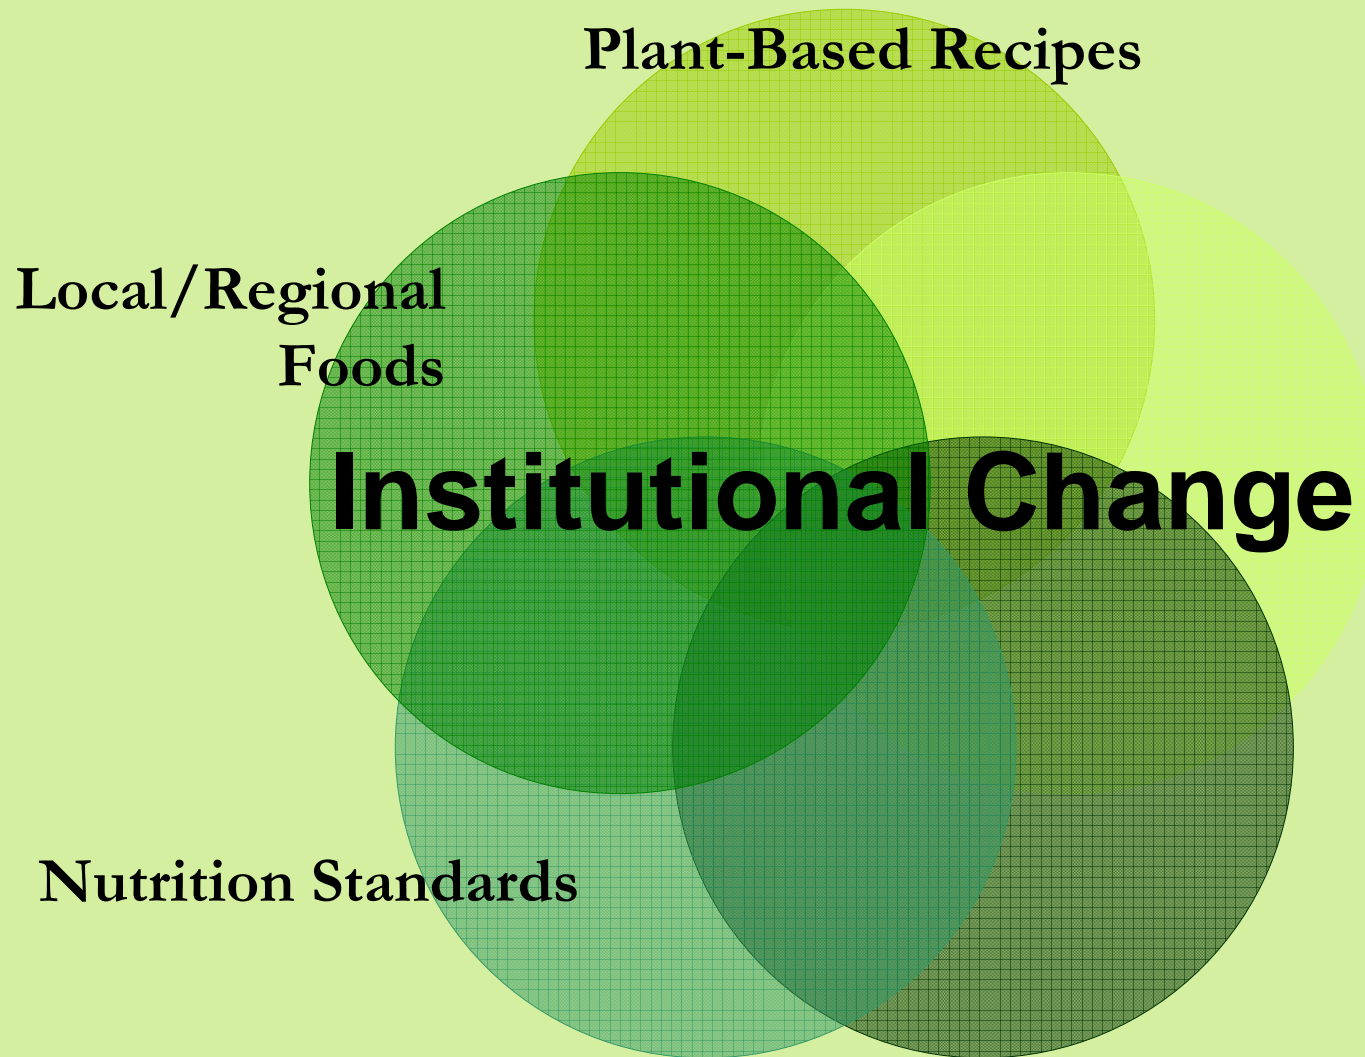 Plant-Based Recipes
Local/Regional
Foods
Institutional Change
Nutrition Standards